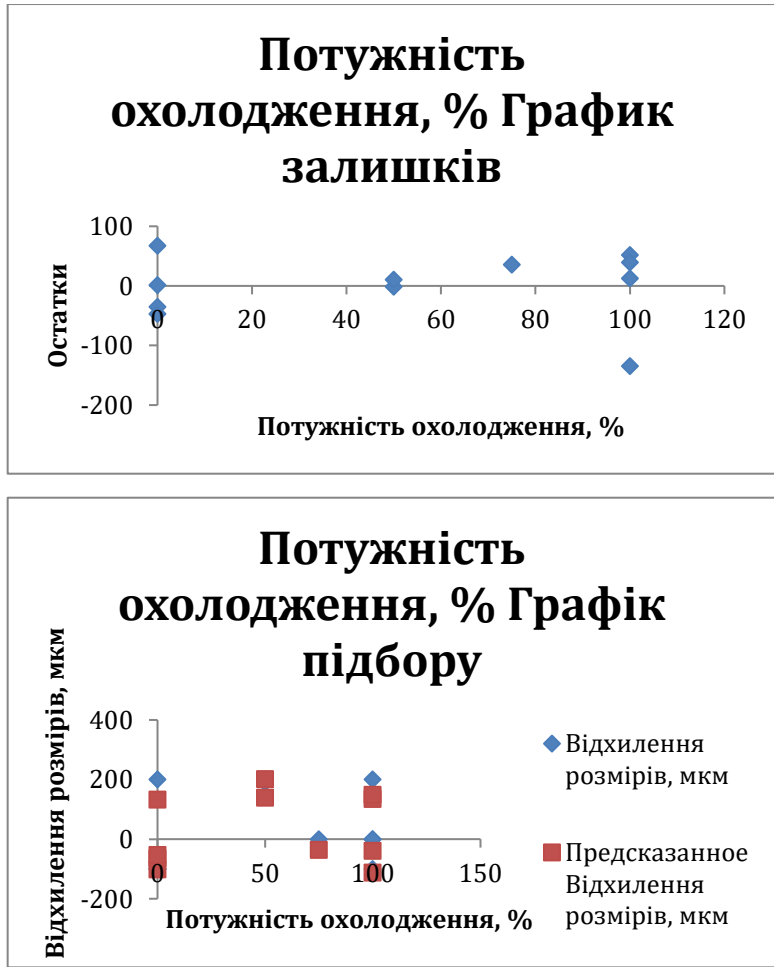 Потужність
охолодження, % График
залишків
100
0
-100
-200
0 20 40 60 80 100 120
Остатки
Потужність охолодження, %
Потужність
охолодження, % Графік
підбору
400
200
0
-200
0 50 100 150
Відхилення розмірів, мкм
Потужність охолодження, %
Відхилення
розмірів, мкм
Предсказанное
Відхилення
розмірів, мкм